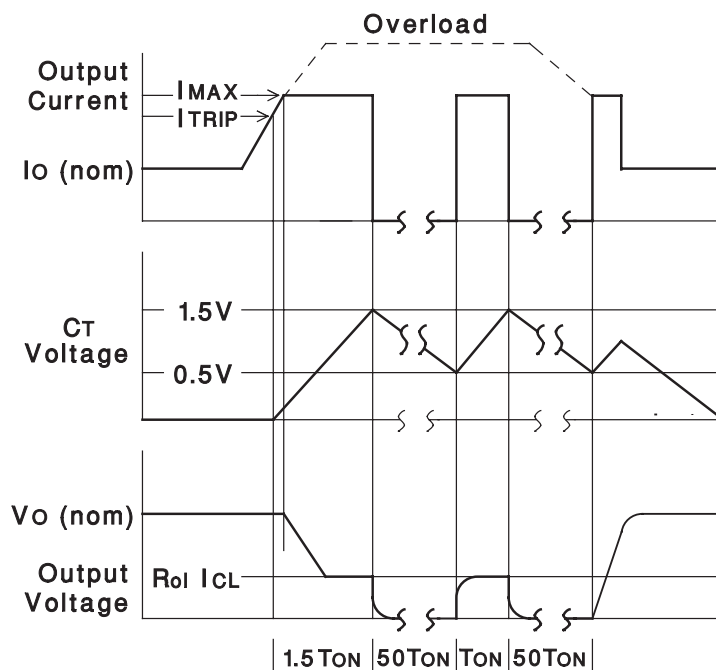 Overload
Output
Current
IMAX
ITRIP
IO (nom)
CT
Voltage
1.5V
0.5V
VO (nom)
Output
Voltage
Rol ICL
1.5TON 50TON TON 50TON